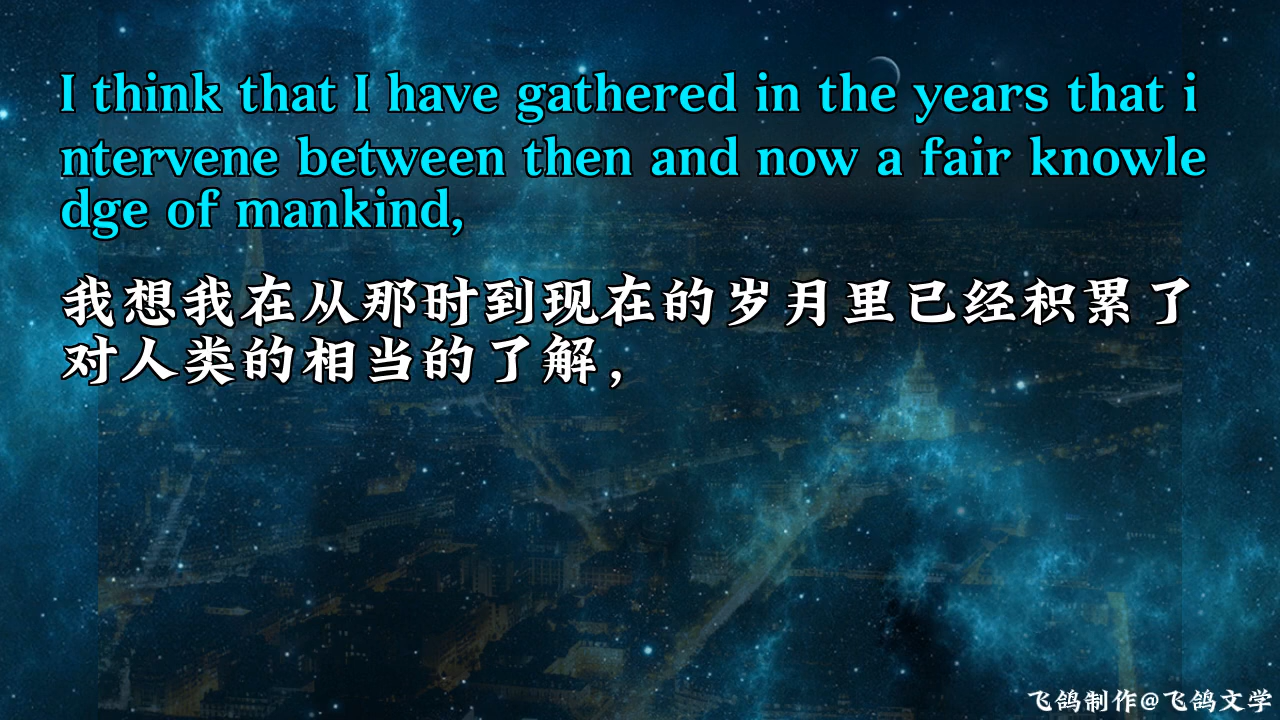 I think that I have gathered in the years that i
ntervene between then and now a fair knowle
dge of mankind,
我想我在从那时到现在的岁月里已经积累了
对人类的相当的了解，
飞鸽制作@飞鸽文学